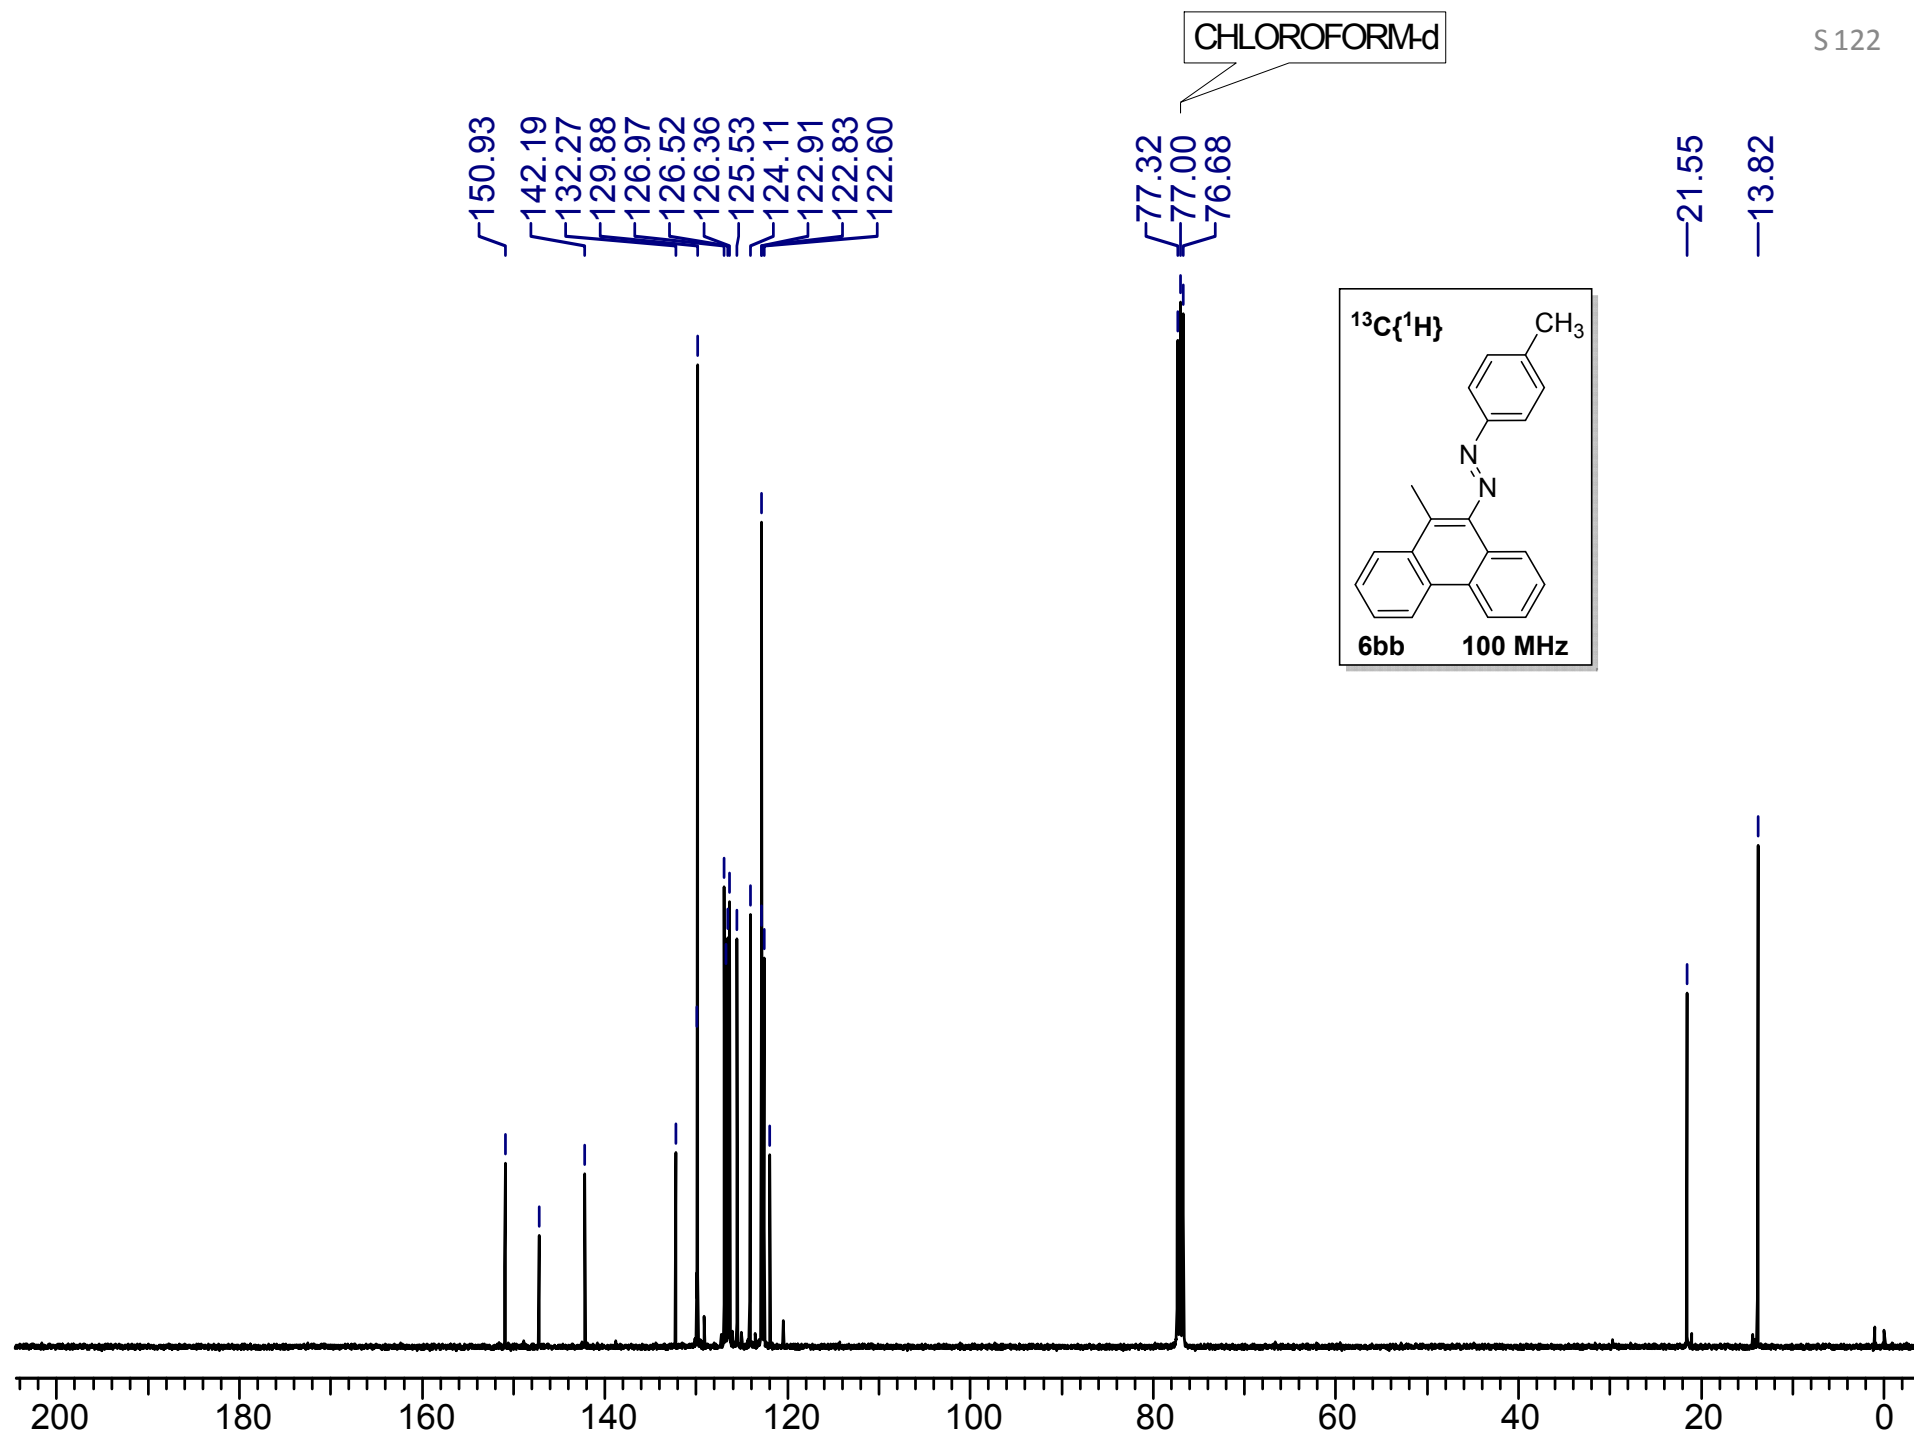 CHLOROFORM-d
S 122
150.93
142.19
132.27
129.88
126.97
126.52
126.36
125.53
124.11
122.91
122.83
122.60
77.32
77.00
76.68
21.55
13.82
¹³C{¹H}
CH₃
N
N
6bb 100 MHz
200 180 160 140 120 100 80 60 40 20 0